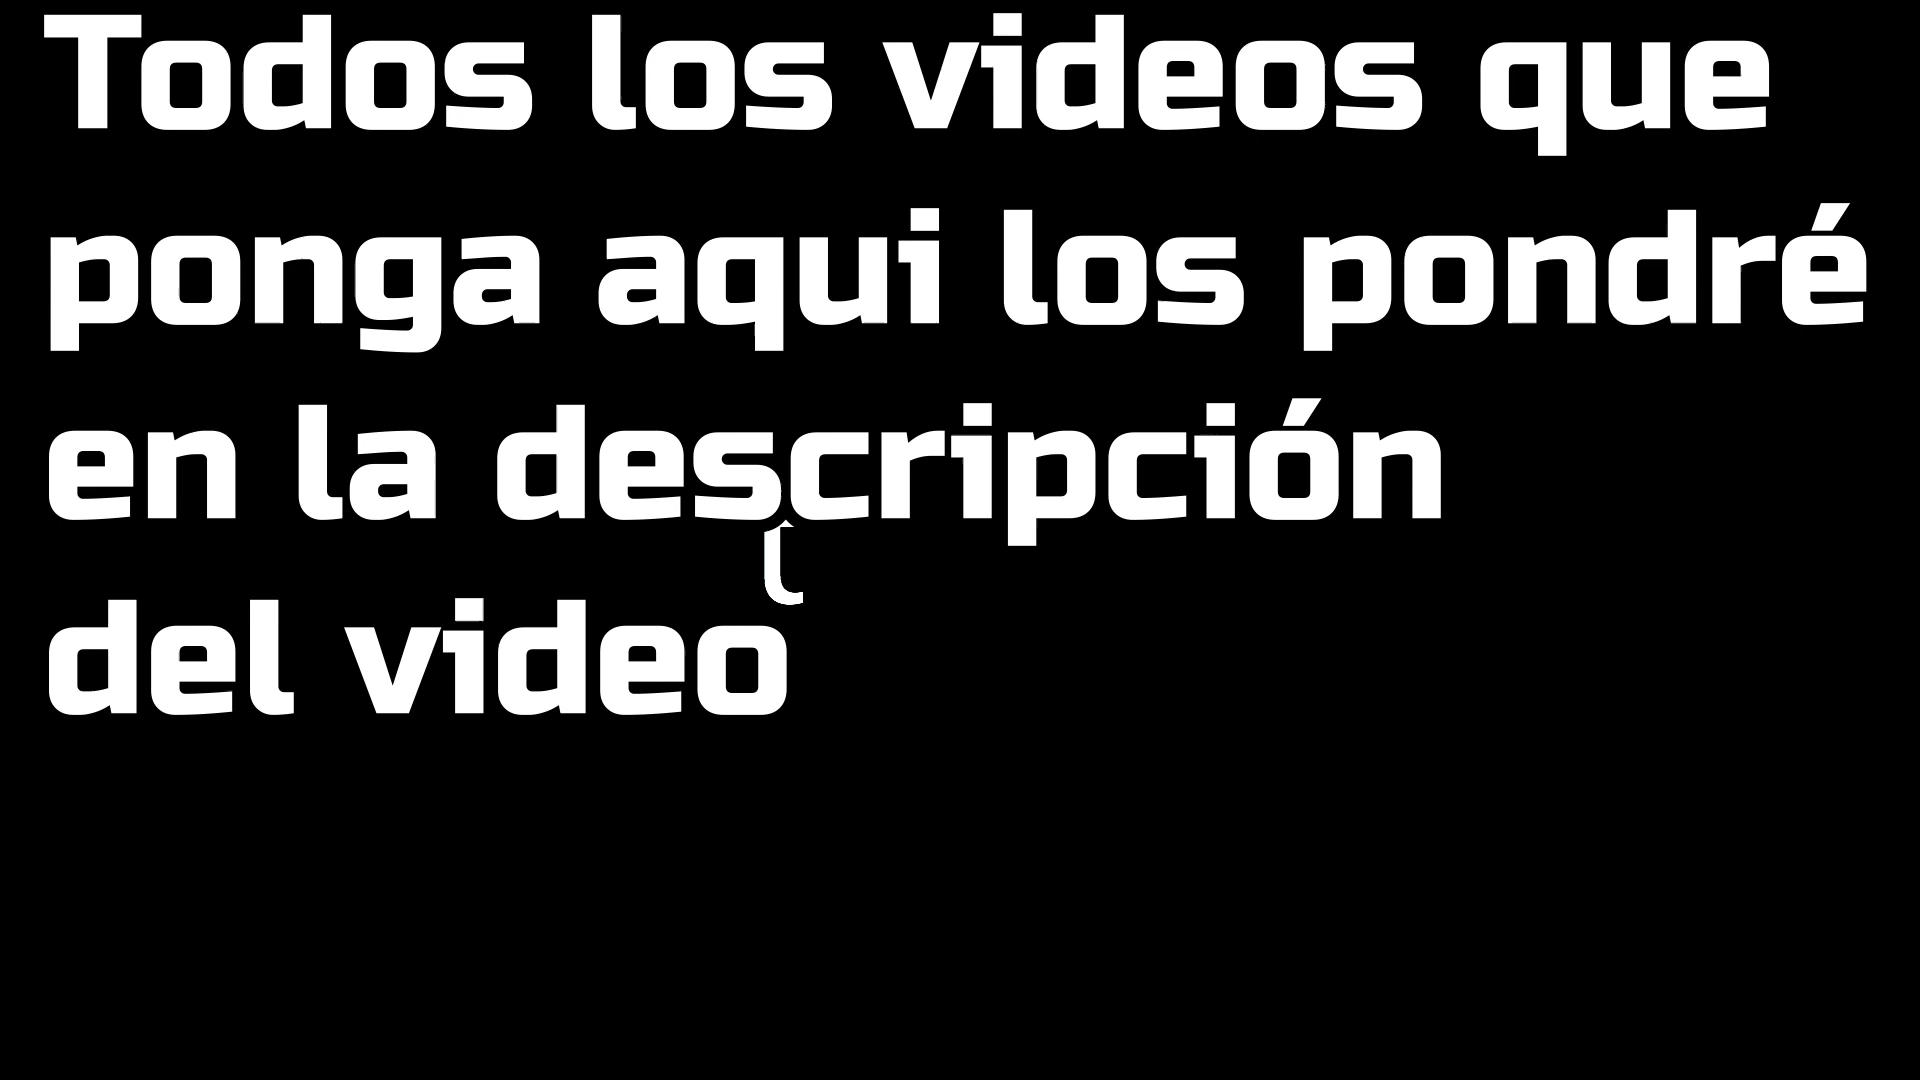 Todos los videos que
ponga aqui los pondré
en la descripción
del video